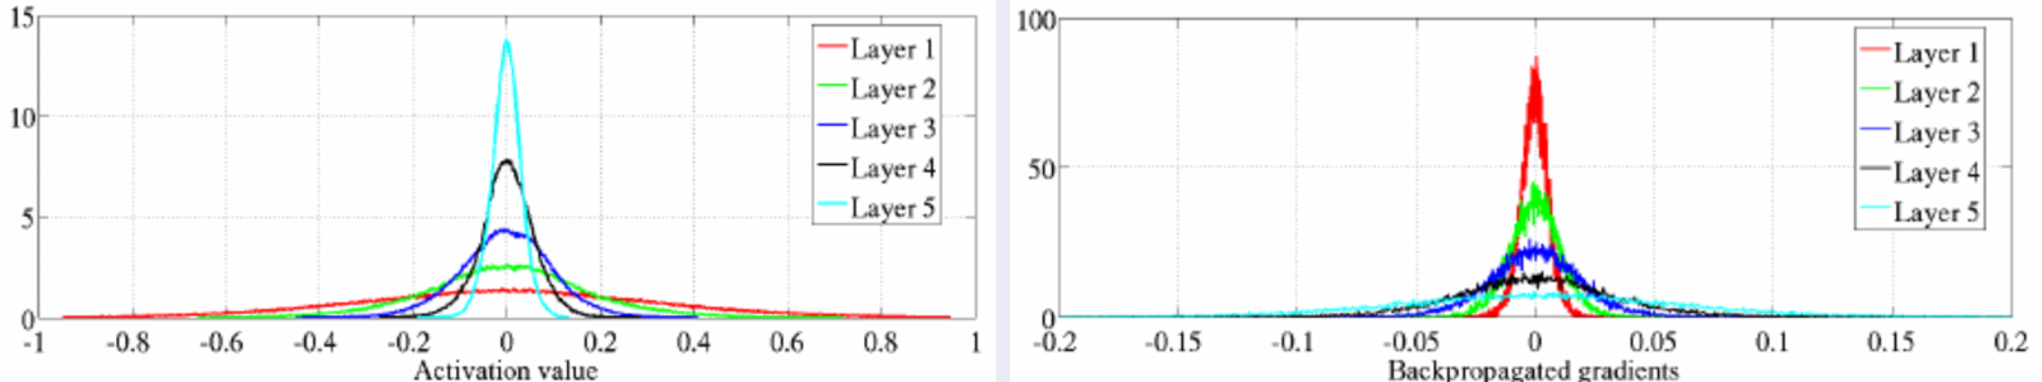 15
10
5
0
-1 -0.8 -0.6 -0.4 -0.2 0 0.2 0.4 0.6 0.8 1
Activation value
Layer 1
Layer 2
Layer 3
Layer 4
Layer 5
100
50
0
-0.2 -0.15 -0.1 -0.05 0 0.05 0.1 0.15 0.2
Backpropagated gradients
Layer 1
Layer 2
Layer 3
Layer 4
Layer 5